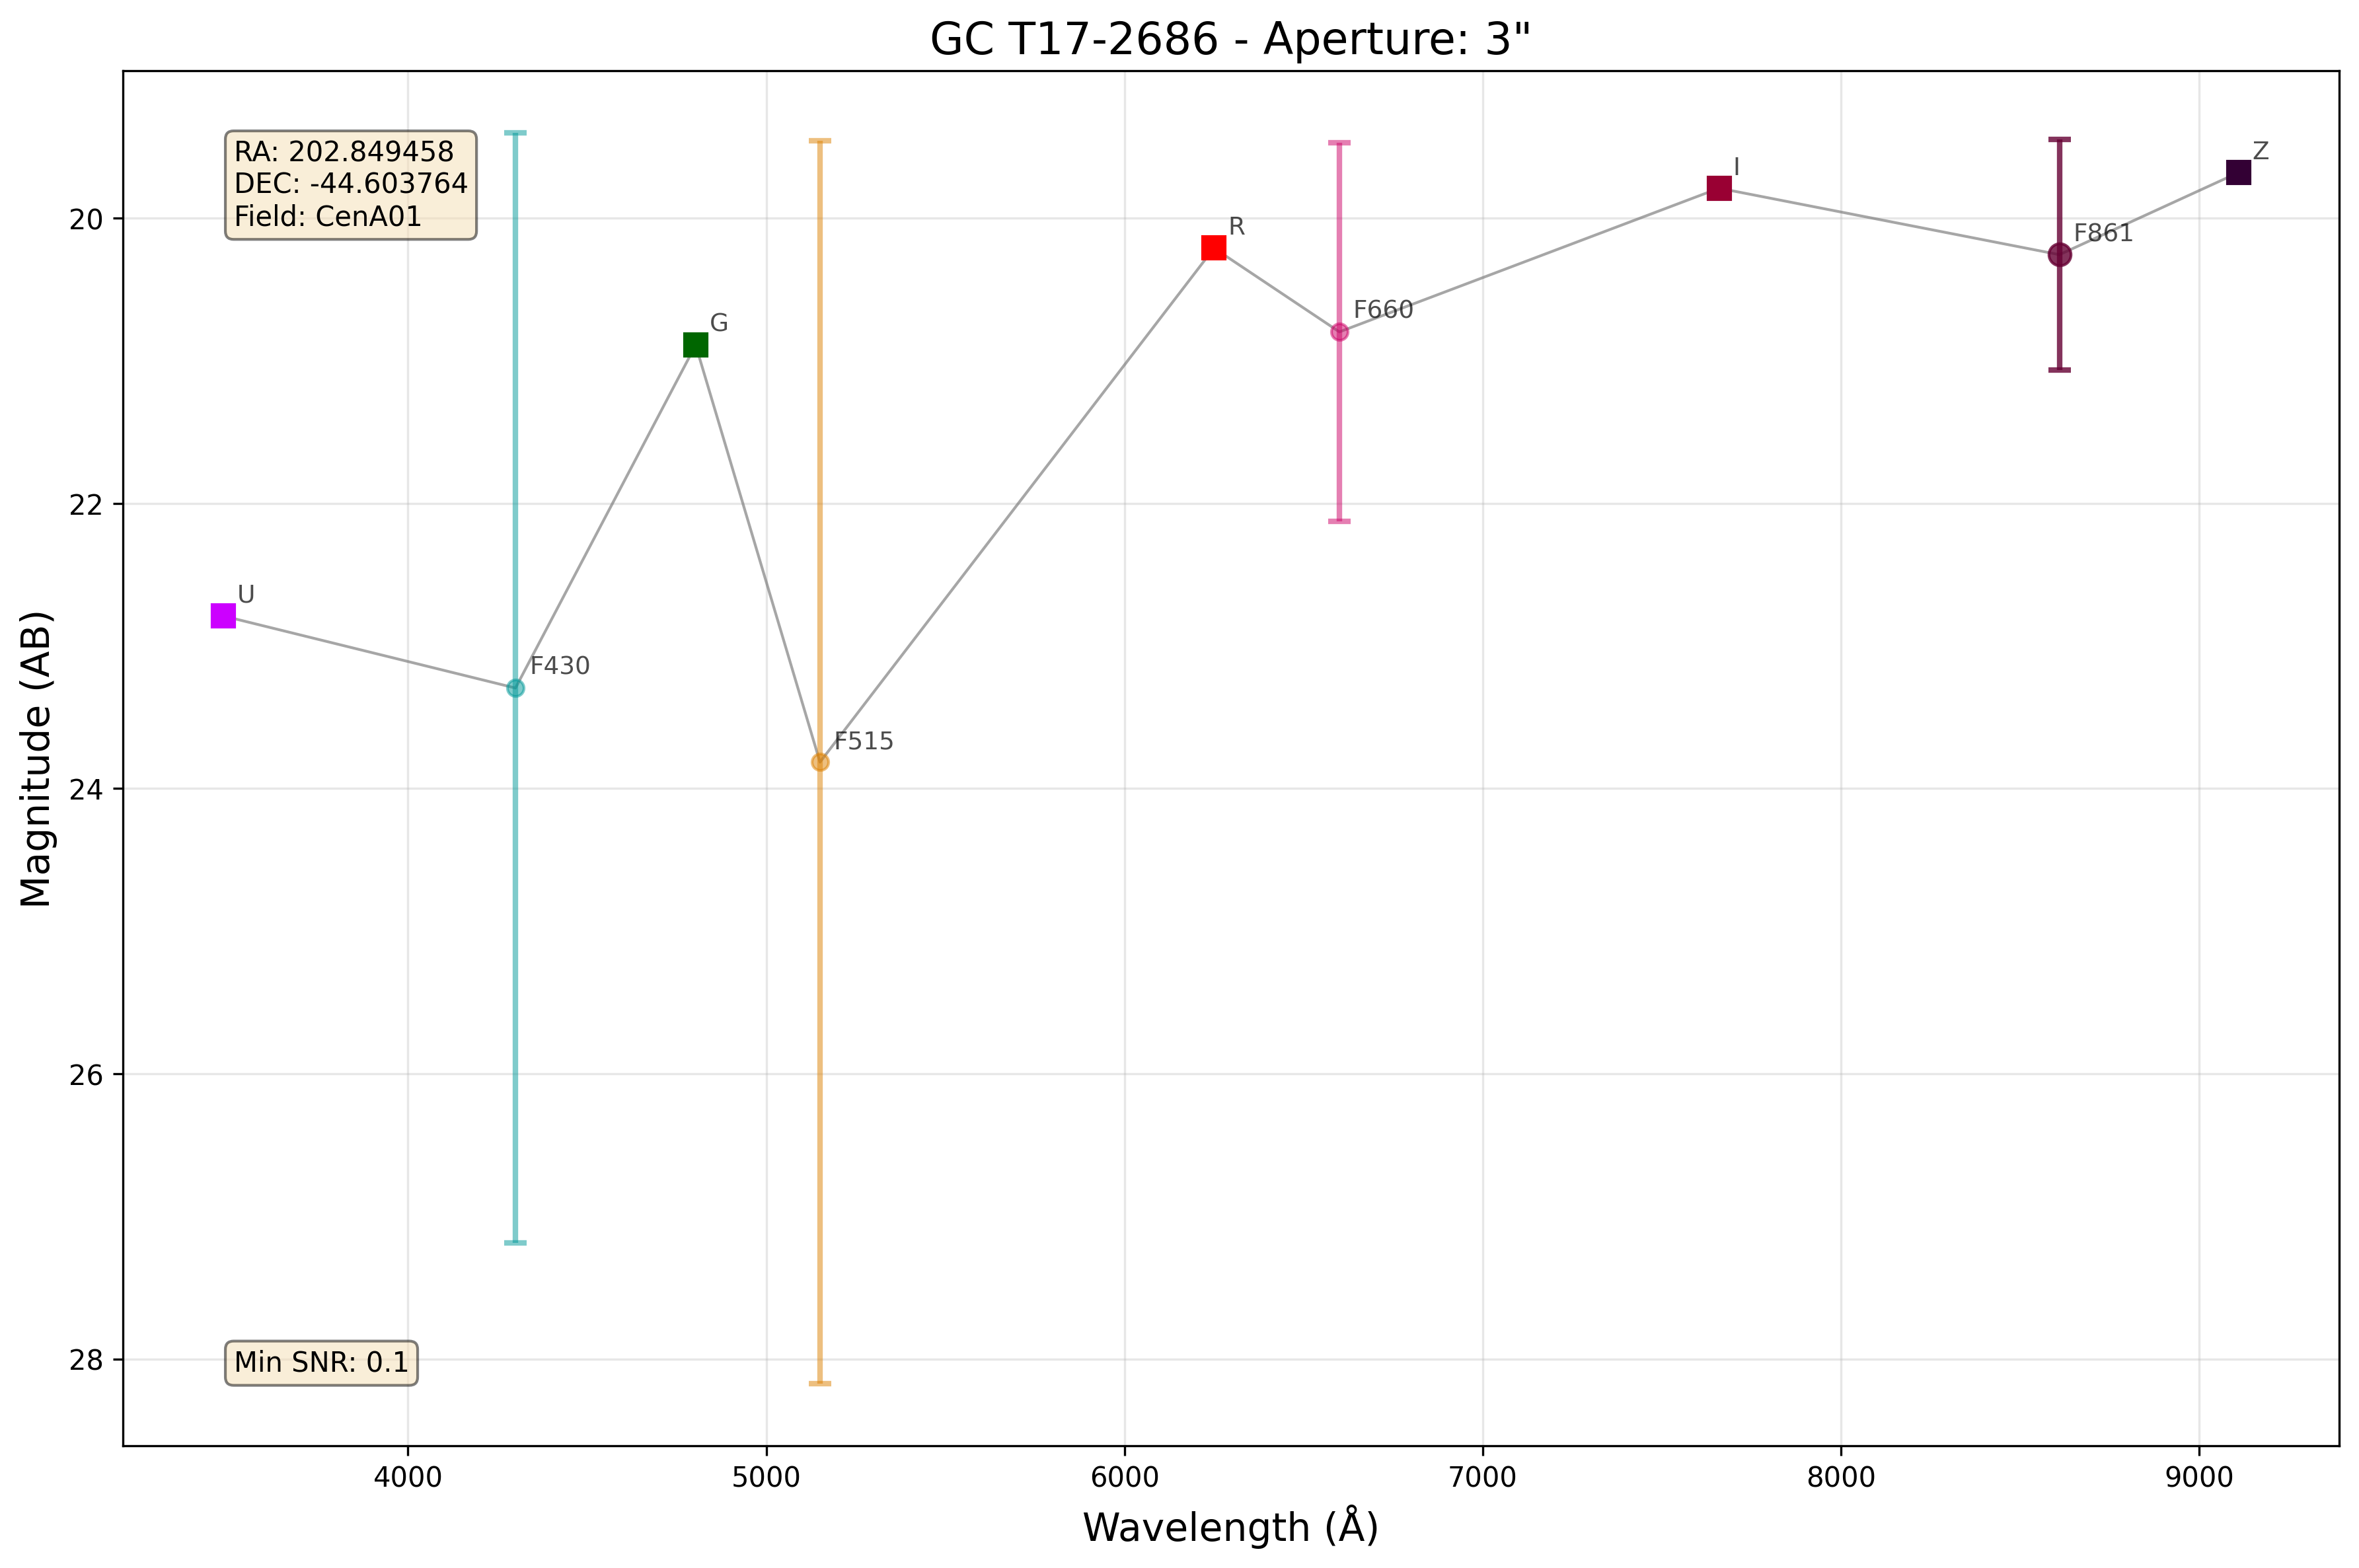 GC T17-2686 - Aperture: 3"
RA: 202.849458
DEC: -44.603764
Field: CenA01
U
F430
G
F515
R
F660
I
F861
Z
Min SNR: 0.1
20
22
24
26
28
Magnitude (AB)
4000
5000
6000
7000
8000
9000
Wavelength (Å)